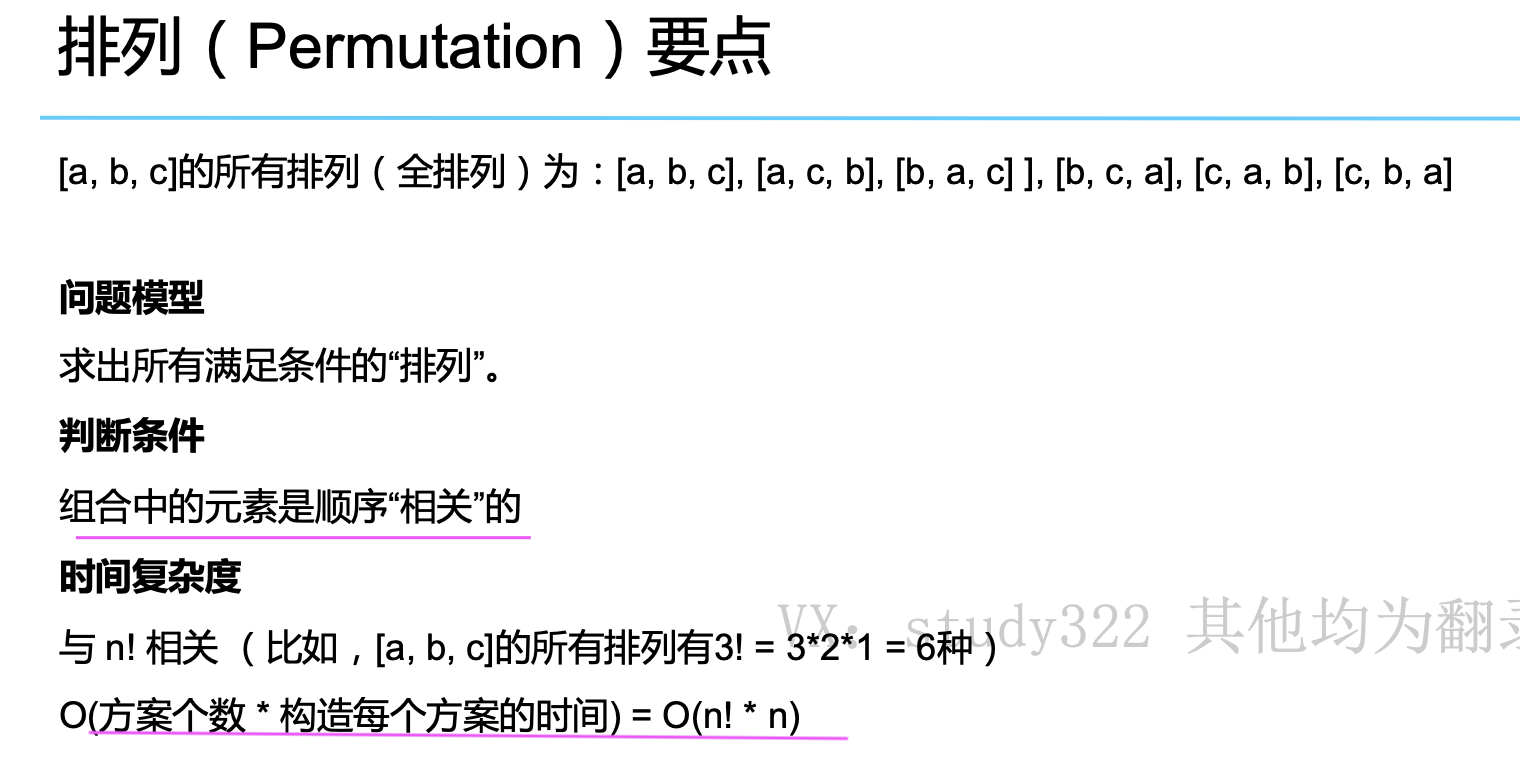 排列（Permutation）要点
[a, b, c]的所有排列（全排列）为：[a, b, c], [a, c, b], [b, a, c] ], [b, c, a], [c, a, b], [c, b, a]
问题模型
求出所有满足条件的“排列”。
判断条件
组合中的元素是顺序“相关”的
时间复杂度
VX: study322 其他均为翻录
与 n! 相关 （比如，[a, b, c]的所有排列有3! = 3*2*1 = 6种）
O(方案个数 * 构造每个方案的时间) = O(n! * n)